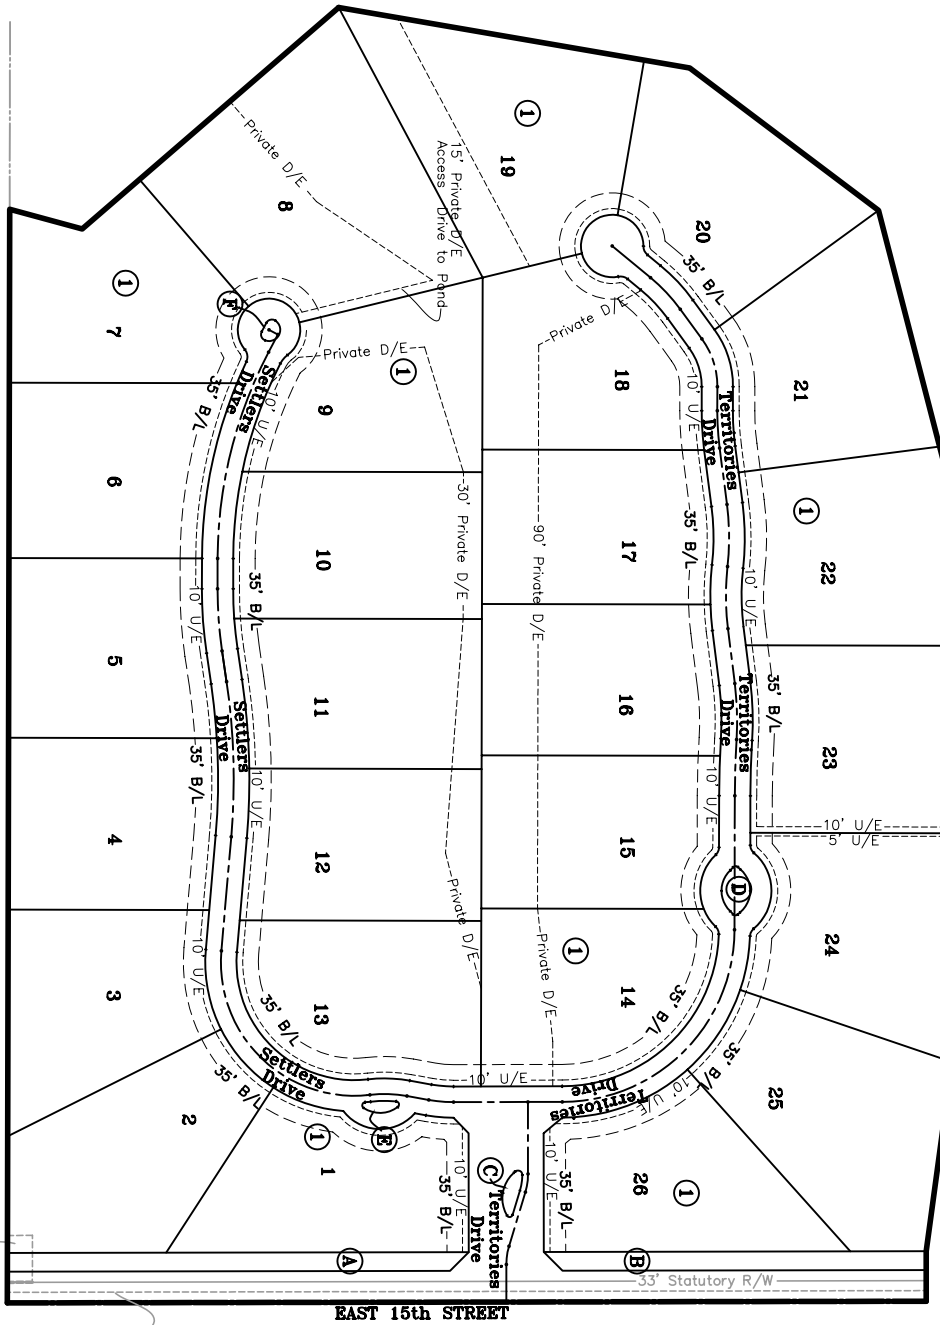 1
19
15' Private D/E
Access Drive to Pond
Private D/E
8
20
35' B/L
1
7
F
Private D/E
Private D/E
1
9
18
21
Settlers
Drive
35' B/L
10' U/E
10' U/E
Territories
Drive
6
30' Private D/E
90' Private D/E
1
10
17
22
35' B/L
35' B/L
10' U/E
10' U/E
5
11
16
23
Settlers
Drive
Territories
Drive
35' B/L
35' B/L
10' U/E
10' U/E
10' U/E
5' U/E
4
12
15
D
Private D/E
Private D/E
1
24
3
10' U/E
13
35' B/L
14
35' B/L
35' B/L
Settlers
Drive
10' U/E
Territories
Drive
10' U/E
25
35' B/L
2
1
E
1
C
10' U/E
35' B/L
10' U/E
35' B/L
26
1
Territories
Drive
A
B
33' Statutory R/W
EAST 15th STREET